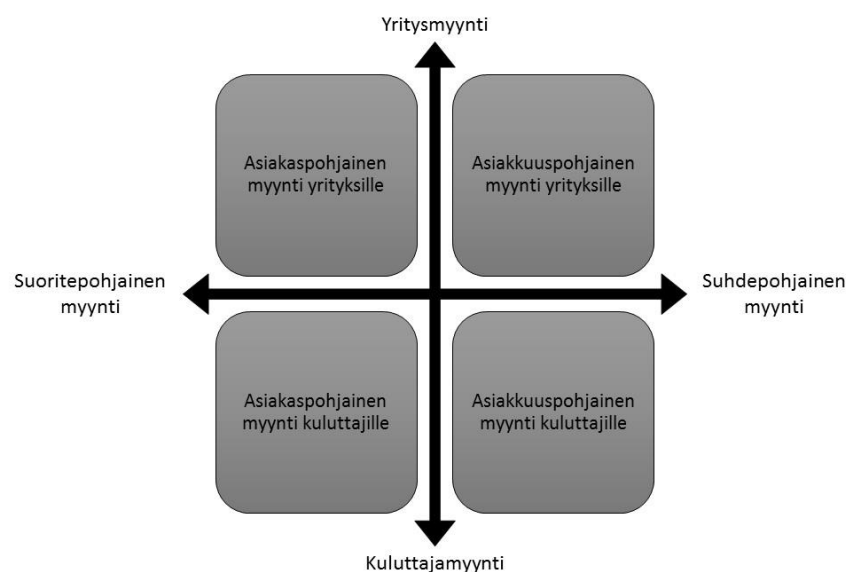 Yritysmyynti
Asiakaspohjainen
myynti yrityksille
Asiakkuuspohjainen
myynti yrityksille
Suoritepohjainen
myynti
Suhdepohjainen
myynti
Asiakaspohjainen
myynti kuluttajille
Asiakkuuspohjainen
myynti kuluttajille
Kuluttajamyynti